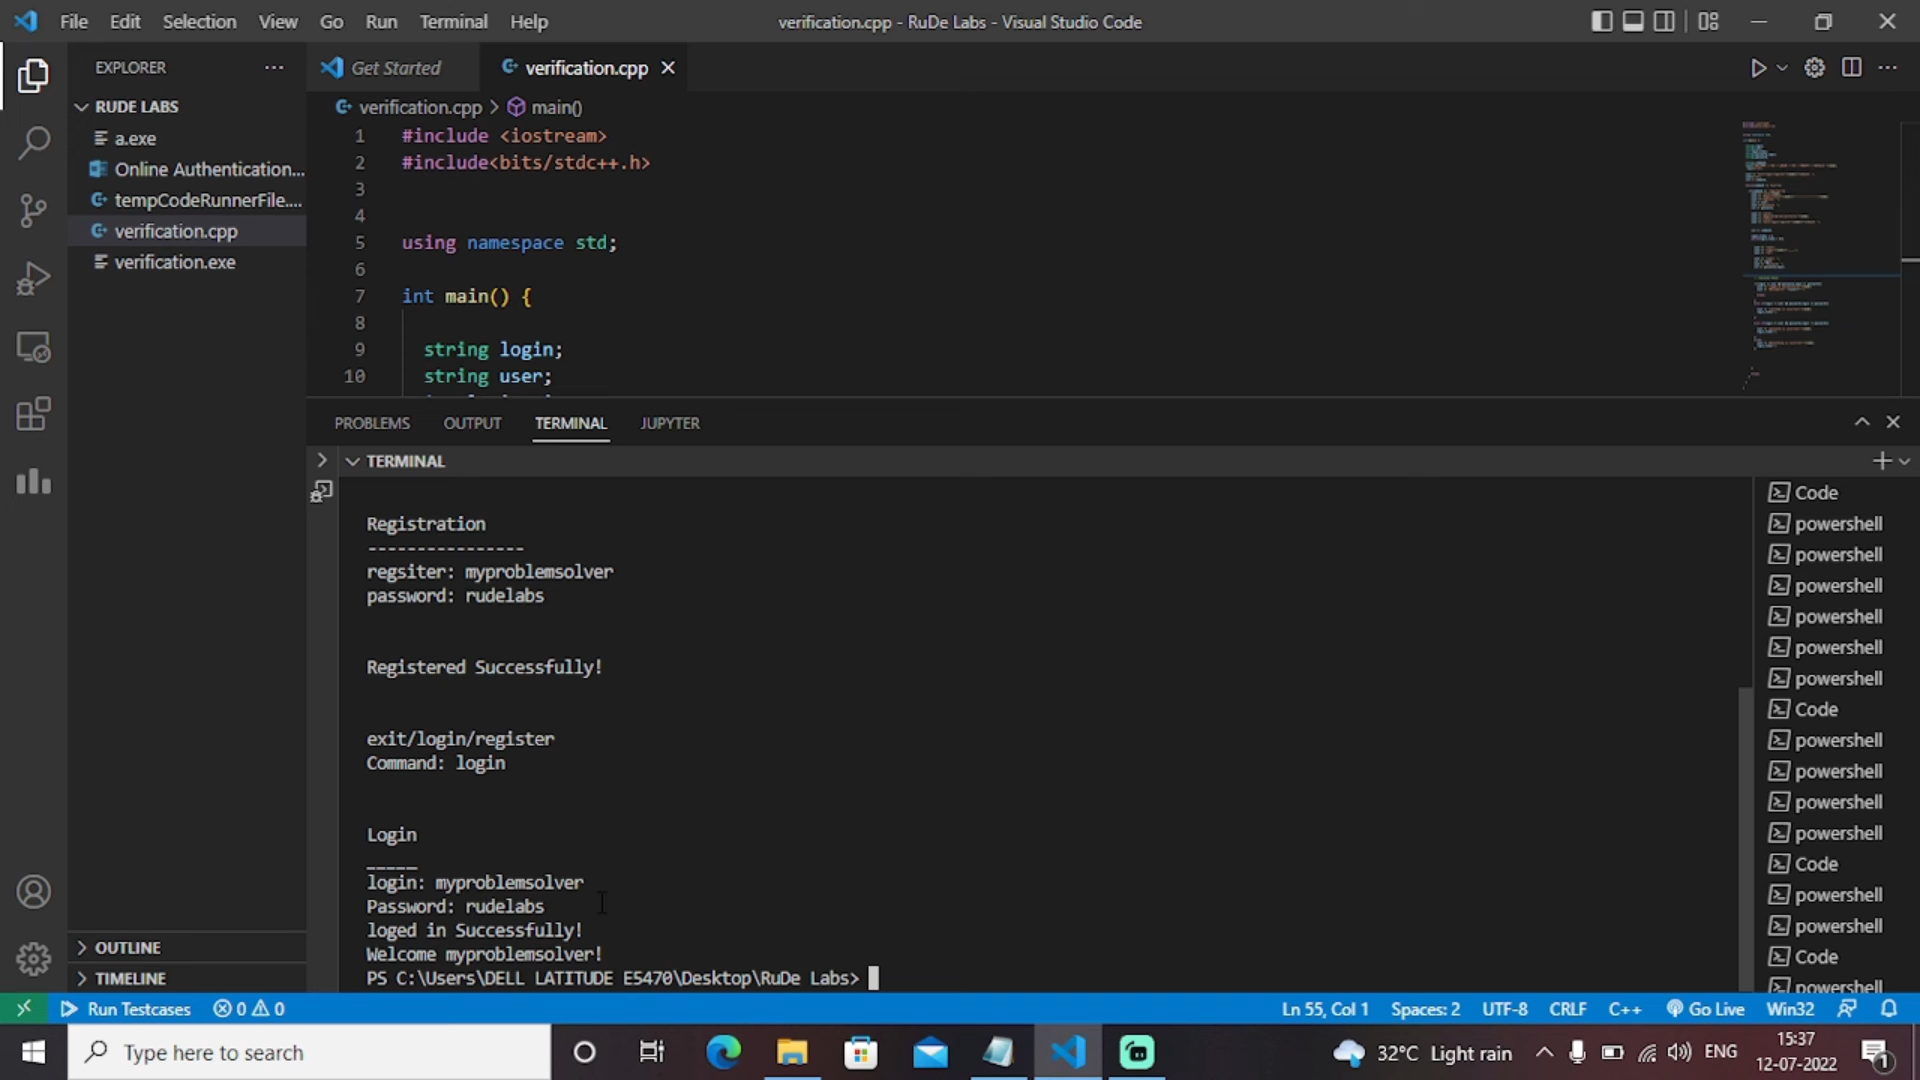 File Edit Selection View Go Run Terminal Help
verification.cpp - RuDe Labs - Visual Studio Code
EXPLORER
RUDE LABS
a.exe
Online Authentication...
tempCodeRunnerFile....
verification.cpp
verification.exe
OUTLINE
TIMELINE
Get Started
verification.cpp
verification.cpp > main()
1 #include <iostream>
2 #include<bits/stdc++.h>
3
4
5 using namespace std;
6
7 int main() {
8
9 string login;
10 string user;
PROBLEMS OUTPUT TERMINAL JUPYTER
TERMINAL
Registration
----------------
regsiter: myproblemsolver
password: rudelabs
Registered Successfully!
exit/login/register
Command: login
Login
_____
login: myproblemsolver
Password: rudelabs
loged in Successfully!
Welcome myproblemsolver!
PS C:\Users\DELL LATITUDE E5470\Desktop\RuDe Labs>
Code
powershell
powershell
powershell
powershell
powershell
powershell
Code
powershell
powershell
powershell
powershell
Code
powershell
powershell
Code
powershell
Run Testcases 0 0
Ln 55, Col 1 Spaces: 2 UTF-8 CRLF C++ Go Live Win32
Type here to search
32°C Light rain
ENG
15:37
12-07-2022
1